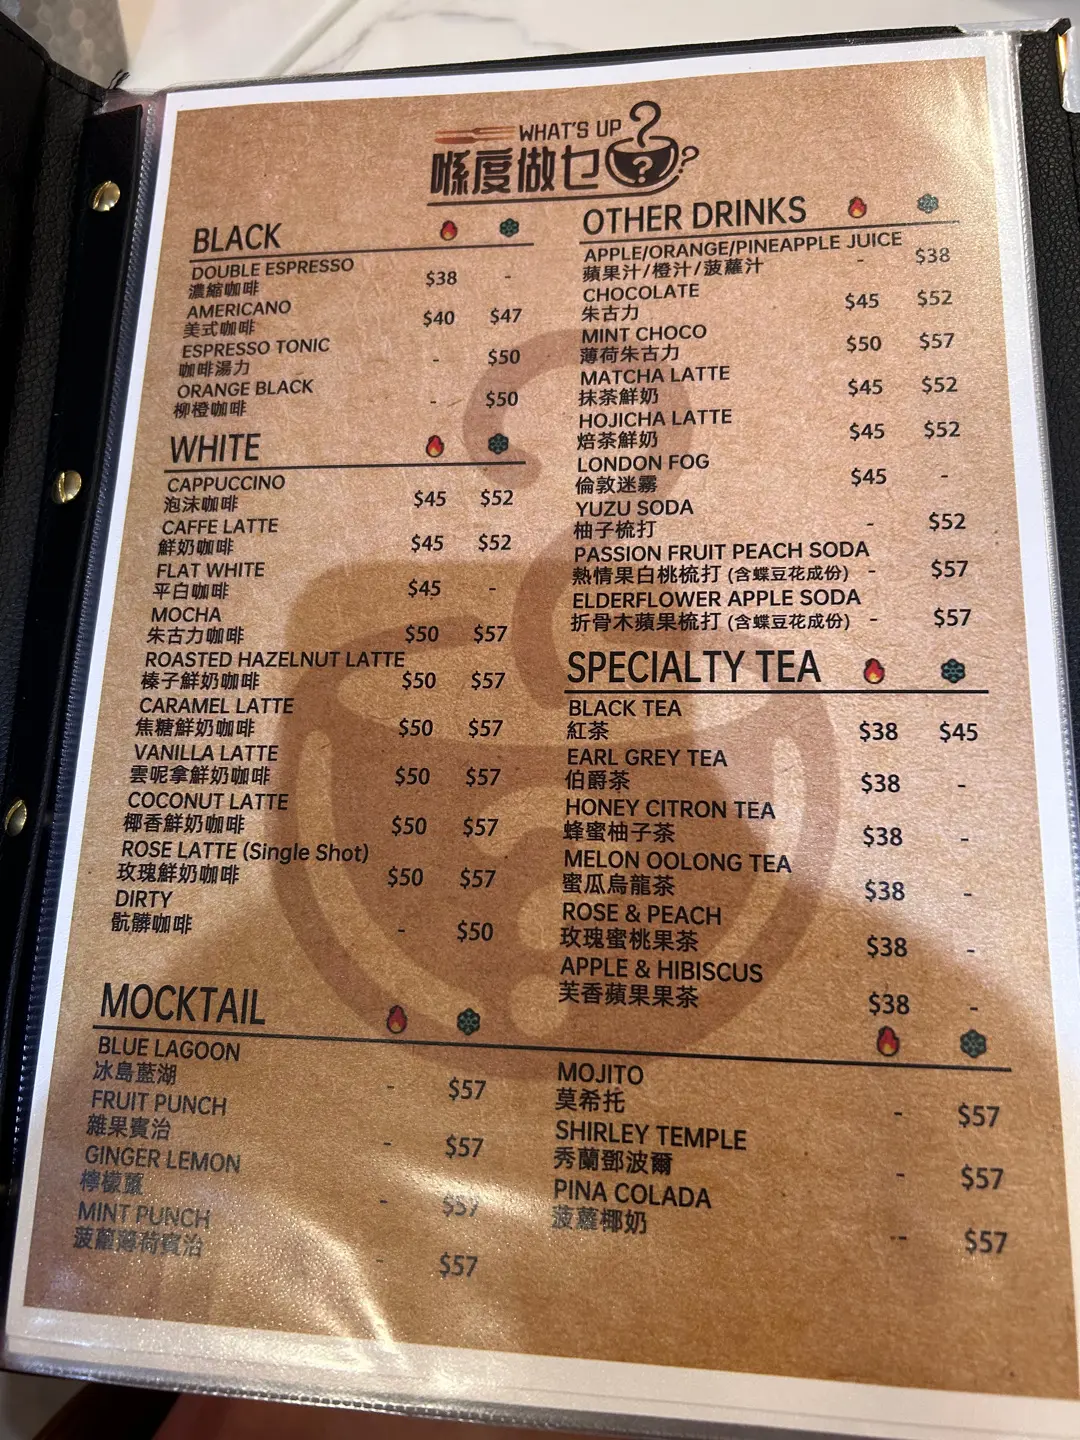 WHAT'S UP
喺度做乜
BLACK
DOUBLE ESPRESSO
濃縮咖啡
$38 -
AMERICANO
美式咖啡
$40 $47
ESPRESSO TONIC
咖啡湯力
- $50
ORANGE BLACK
柳橙咖啡
- $50
WHITE
CAPPUCCINO
泡沫咖啡
$45 $52
CAFFE LATTE
鮮奶咖啡
$45 $52
FLAT WHITE
平白咖啡
$45 -
MOCHA
朱古力咖啡
$50 $57
ROASTED HAZELNUT LATTE
榛子鮮奶咖啡
$50 $57
CARAMEL LATTE
焦糖鮮奶咖啡
$50 $57
VANILLA LATTE
雲呢拿鮮奶咖啡
$50 $57
COCONUT LATTE
椰香鮮奶咖啡
$50 $57
ROSE LATTE (Single Shot)
玫瑰鮮奶咖啡
$50 $57
DIRTY
骯髒咖啡
- $50
OTHER DRINKS
APPLE/ORANGE/PINEAPPLE JUICE
蘋果汁/橙汁/菠蘿汁
- $38
CHOCOLATE
朱古力
$45 $52
MINT CHOCO
薄荷朱古力
$50 $57
MATCHA LATTE
抹茶鮮奶
$45 $52
HOJICHA LATTE
焙茶鮮奶
$45 $52
LONDON FOG
倫敦迷霧
$45 -
YUZU SODA
柚子梳打
- $52
PASSION FRUIT PEACH SODA
熱情果白桃梳打 (含蝶豆花成份)
- $57
ELDERFLOWER APPLE SODA
折骨木蘋果梳打 (含蝶豆花成份)
- $57
SPECIALTY TEA
BLACK TEA
紅茶
$38 $45
EARL GREY TEA
伯爵茶
$38 -
HONEY CITRON TEA
蜂蜜柚子茶
$38 -
MELON OOLONG TEA
蜜瓜烏龍茶
$38 -
ROSE & PEACH
玫瑰蜜桃果茶
$38 -
APPLE & HIBISCUS
芙香蘋果果茶
$38 -
MOCKTAIL
BLUE LAGOON
冰島藍湖
- $57
FRUIT PUNCH
雜果賓治
- $57
GINGER LEMON
檸檬薑
- $57
MINT PUNCH
菠蘿薄荷賓治
- $57
MOJITO
莫希托
- $57
SHIRLEY TEMPLE
秀蘭鄧波爾
- $57
PINA COLADA
菠蘿椰奶
-- $57